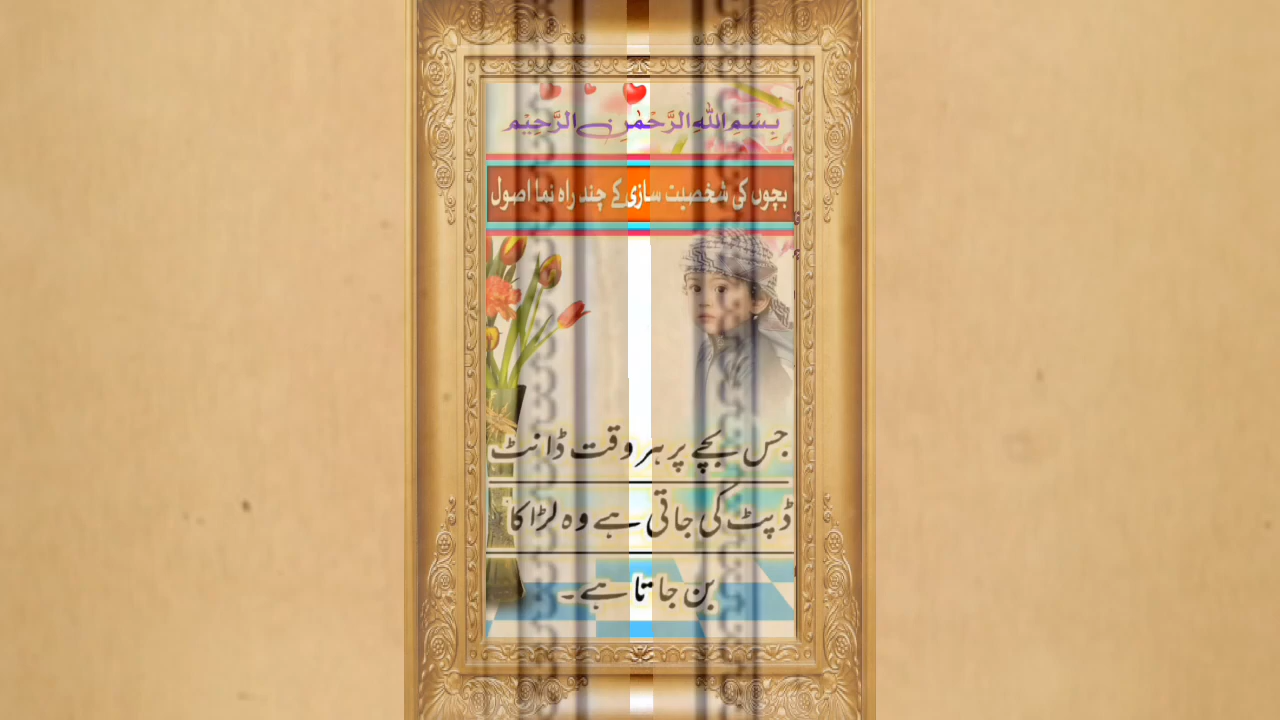 بِسْمِ اللّٰهِ الرَّحْمٰنِ الرَّحِيْمِ
بچوں کی شخصیت سازی کے چند راہ نما اصول
جس بچے پر ہر وقت ڈانٹ
ڈپٹ کی جاتی ہے وہ لڑاکا
بن جاتا ہے۔